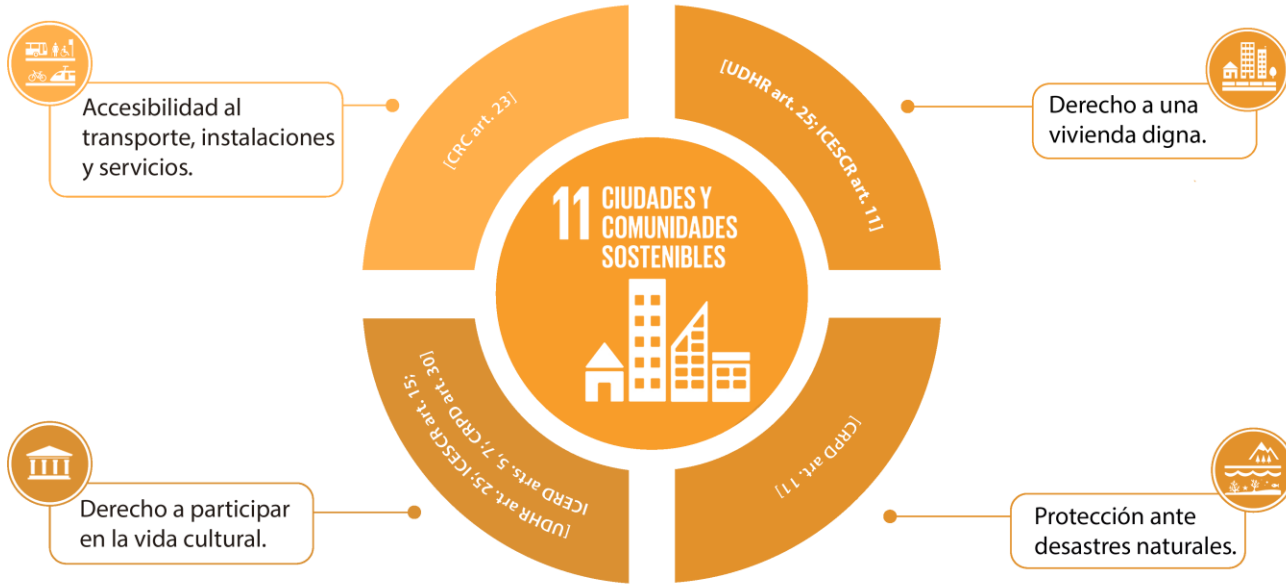 Accesibilidad al
transporte, instalaciones
y servicios.
[CRC art. 23]
[UDHR art. 25; ICESCR art. 11]
Derecho a una
vivienda digna.
11 CIUDADES Y
COMUNIDADES
SOSTENIBLES
Derecho a participar
en la vida cultural.
[UDHR art. 25; ICESCR art. 15;
ICERD arts. 5, 7; CRPD art. 30]
[CRPD art. 11]
Protección ante
desastres naturales.